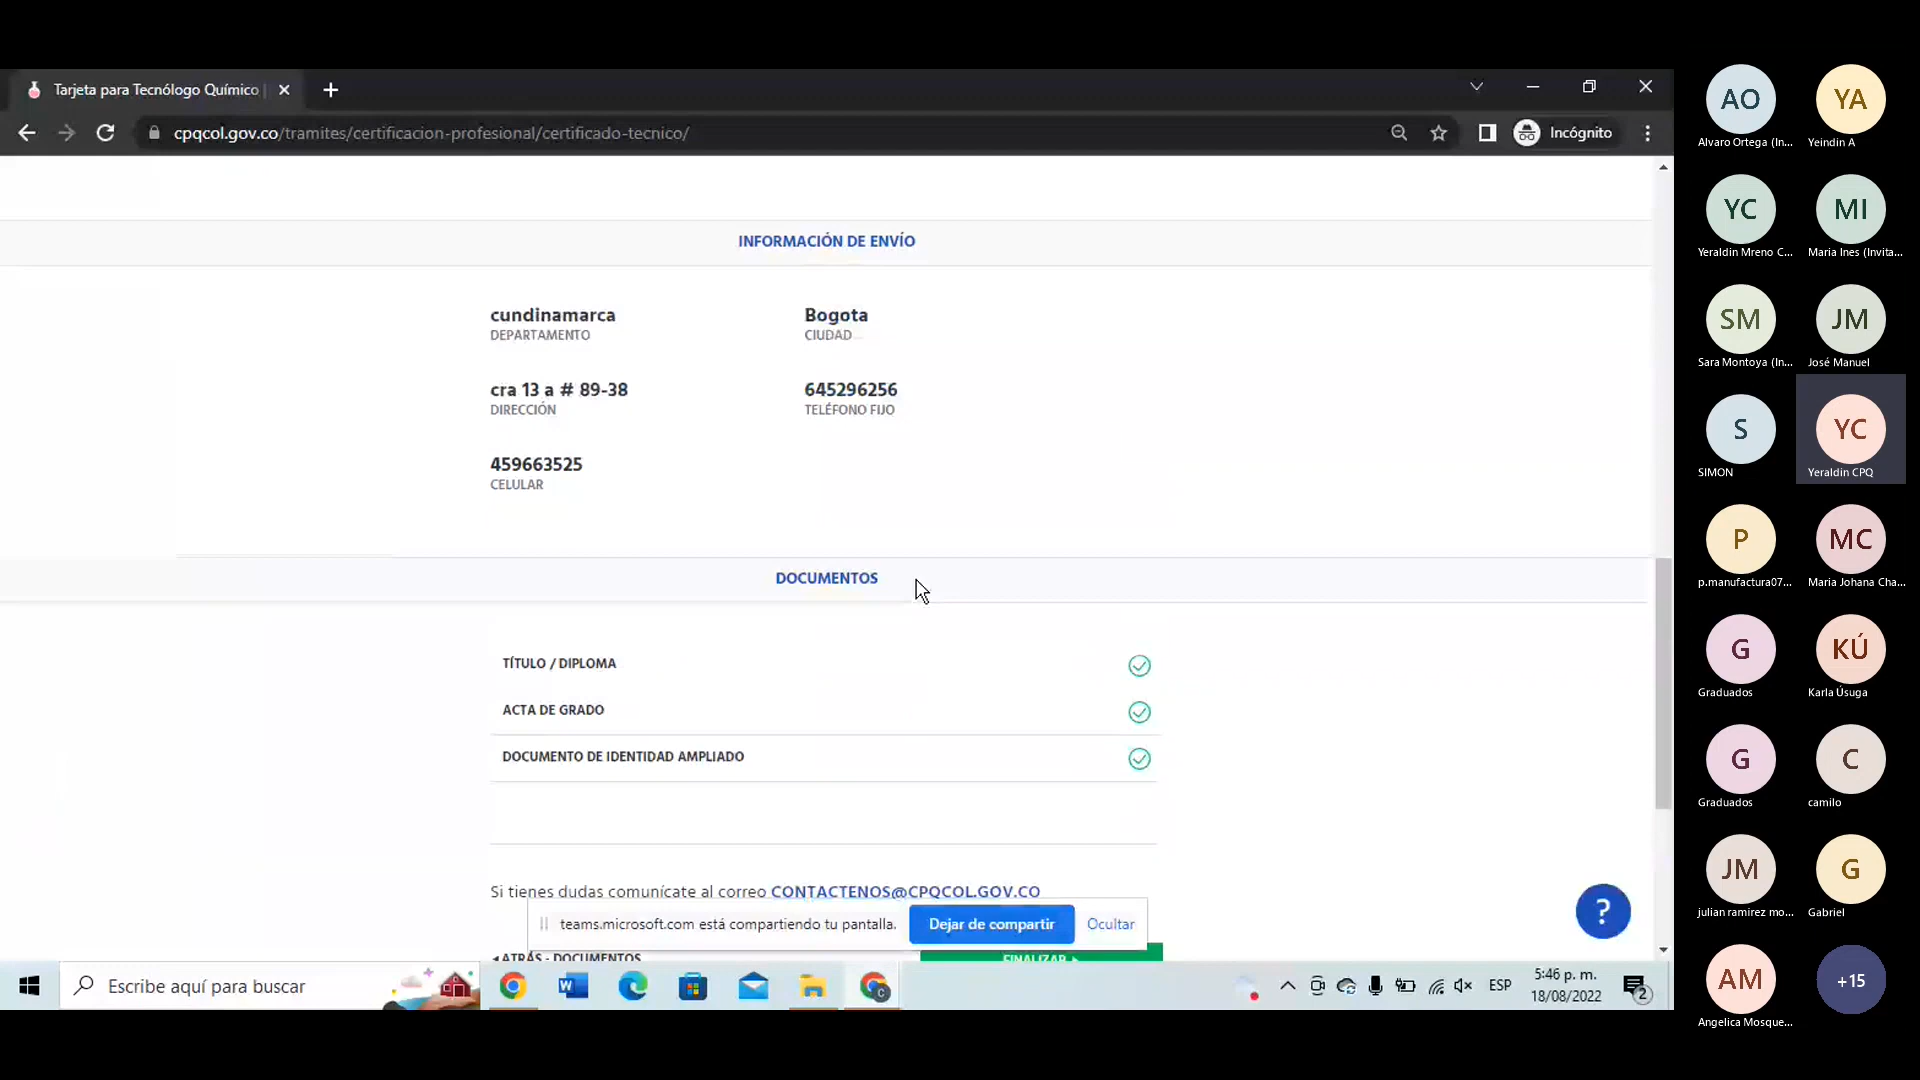 Tarjeta para Tecnólogo Químico |
cpqcol.gov.co/tramites/certificacion-profesional/certificado-tecnico/
Incógnito
INFORMACIÓN DE ENVÍO
cundinamarca
DEPARTAMENTO
Bogota
CIUDAD
cra 13 a # 89-38
DIRECCIÓN
645296256
TELÉFONO FIJO
459663525
CELULAR
DOCUMENTOS
TÍTULO / DIPLOMA
ACTA DE GRADO
DOCUMENTO DE IDENTIDAD AMPLIADO
Si tienes dudas comunícate al correo CONTACTENOS@CPQCOL.GOV.CO
teams.microsoft.com está compartiendo tu pantalla.
Dejar de compartir
Ocultar
ATRÁS - DOCUMENTOS
FINALIZAR
?
Escribe aquí para buscar
ESP
5:46 p. m.
18/08/2022
2
AO
Alvaro Ortega (In...
YA
Yeindin A
YC
Yeraldin Mreno C...
MI
Maria Ines (Invita...
SM
Sara Montoya (In...
JM
José Manuel
S
SIMON
YC
Yeraldin CPQ
P
p.manufactura07...
MC
Maria Johana Cha...
G
Graduados
KÚ
Karla Úsuga
G
Graduados
C
camilo
JM
julian ramirez mo...
G
Gabriel
AM
Angelica Mosque...
+15